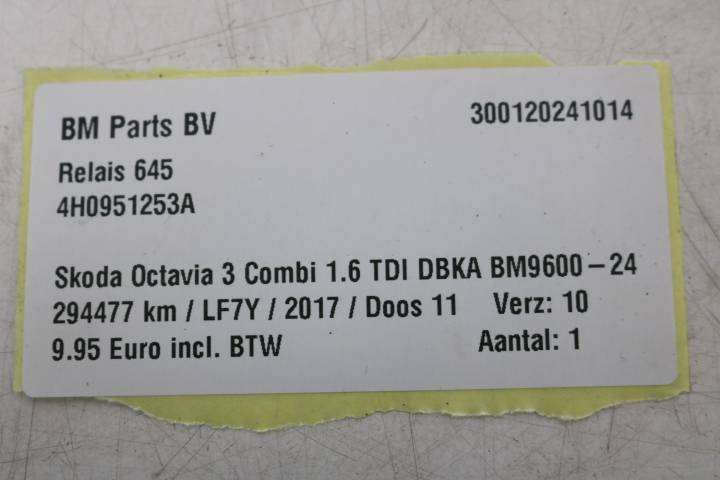 BM Parts BV 300120241014
Relais 645
4H0951253A
Skoda Octavia 3 Combi 1.6 TDI DBKA BM9600-24
294477 km / LF7Y / 2017 / Doos 11 Verz: 10
9.95 Euro incl. BTW Aantal: 1